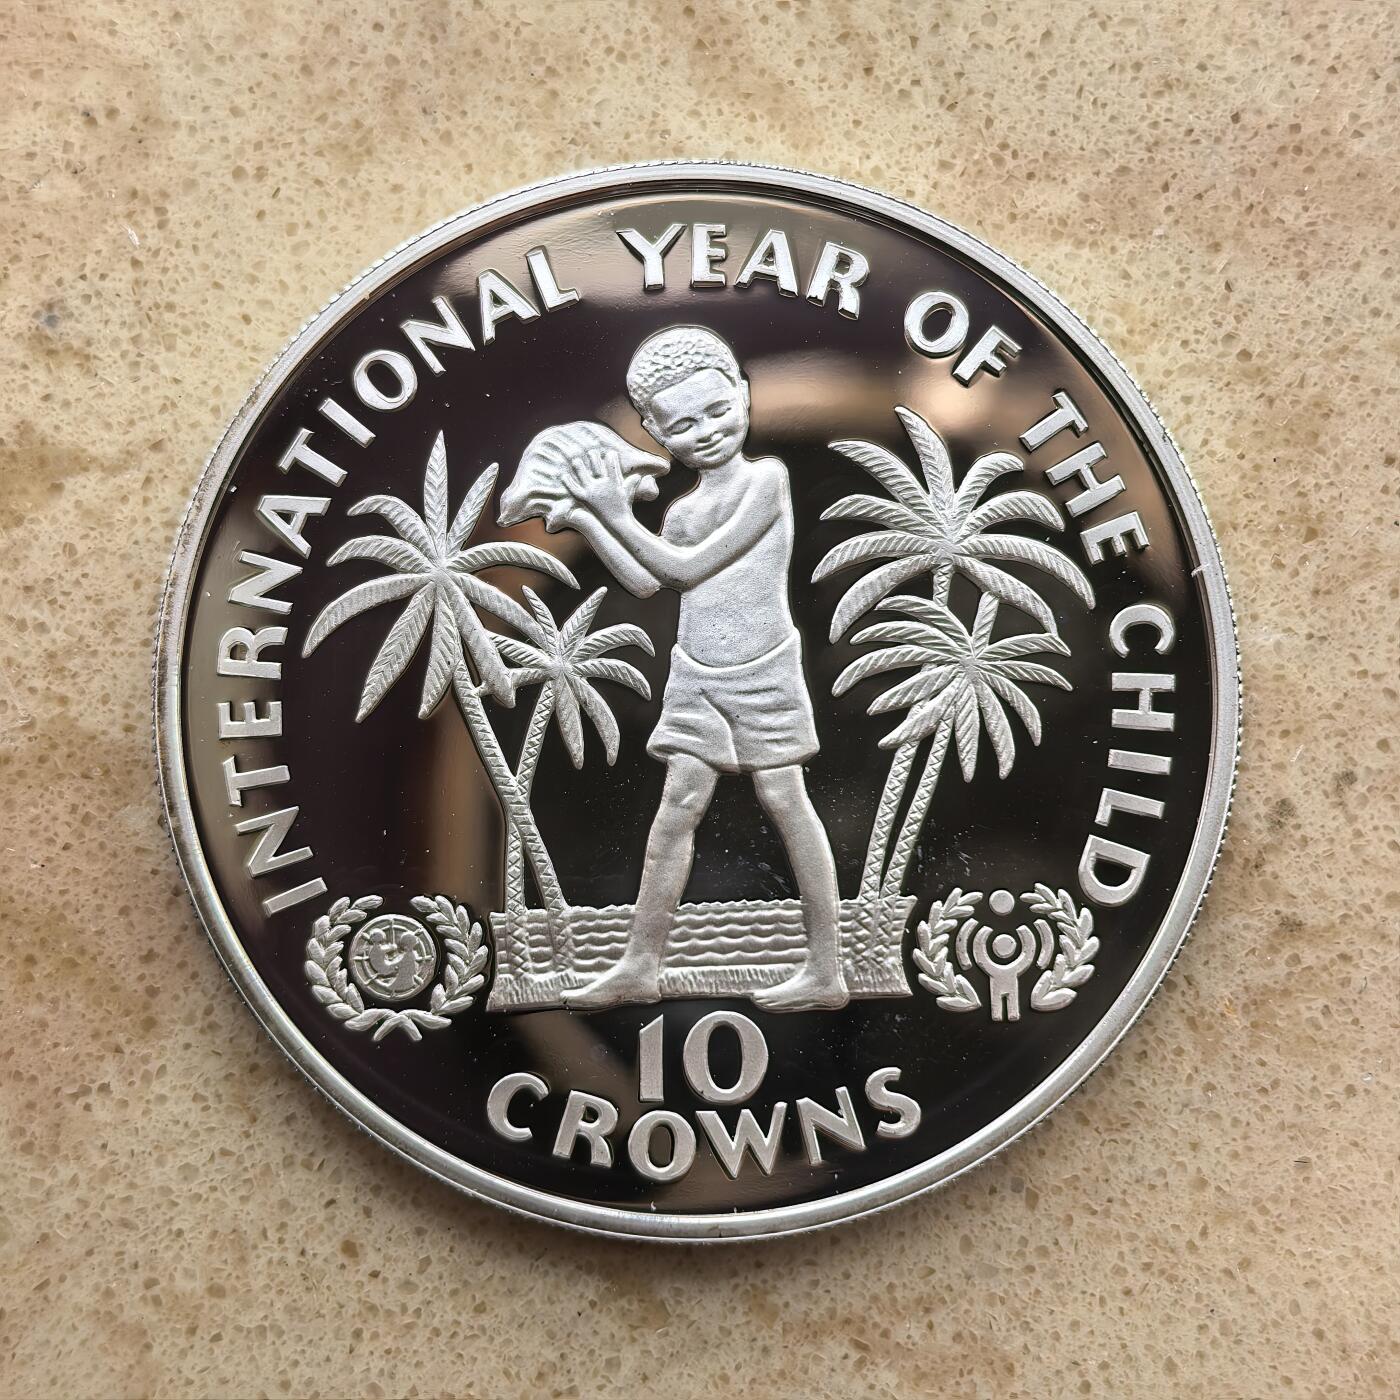 INTERNATIONAL YEAR OF THE CHILD
10
CROWNS